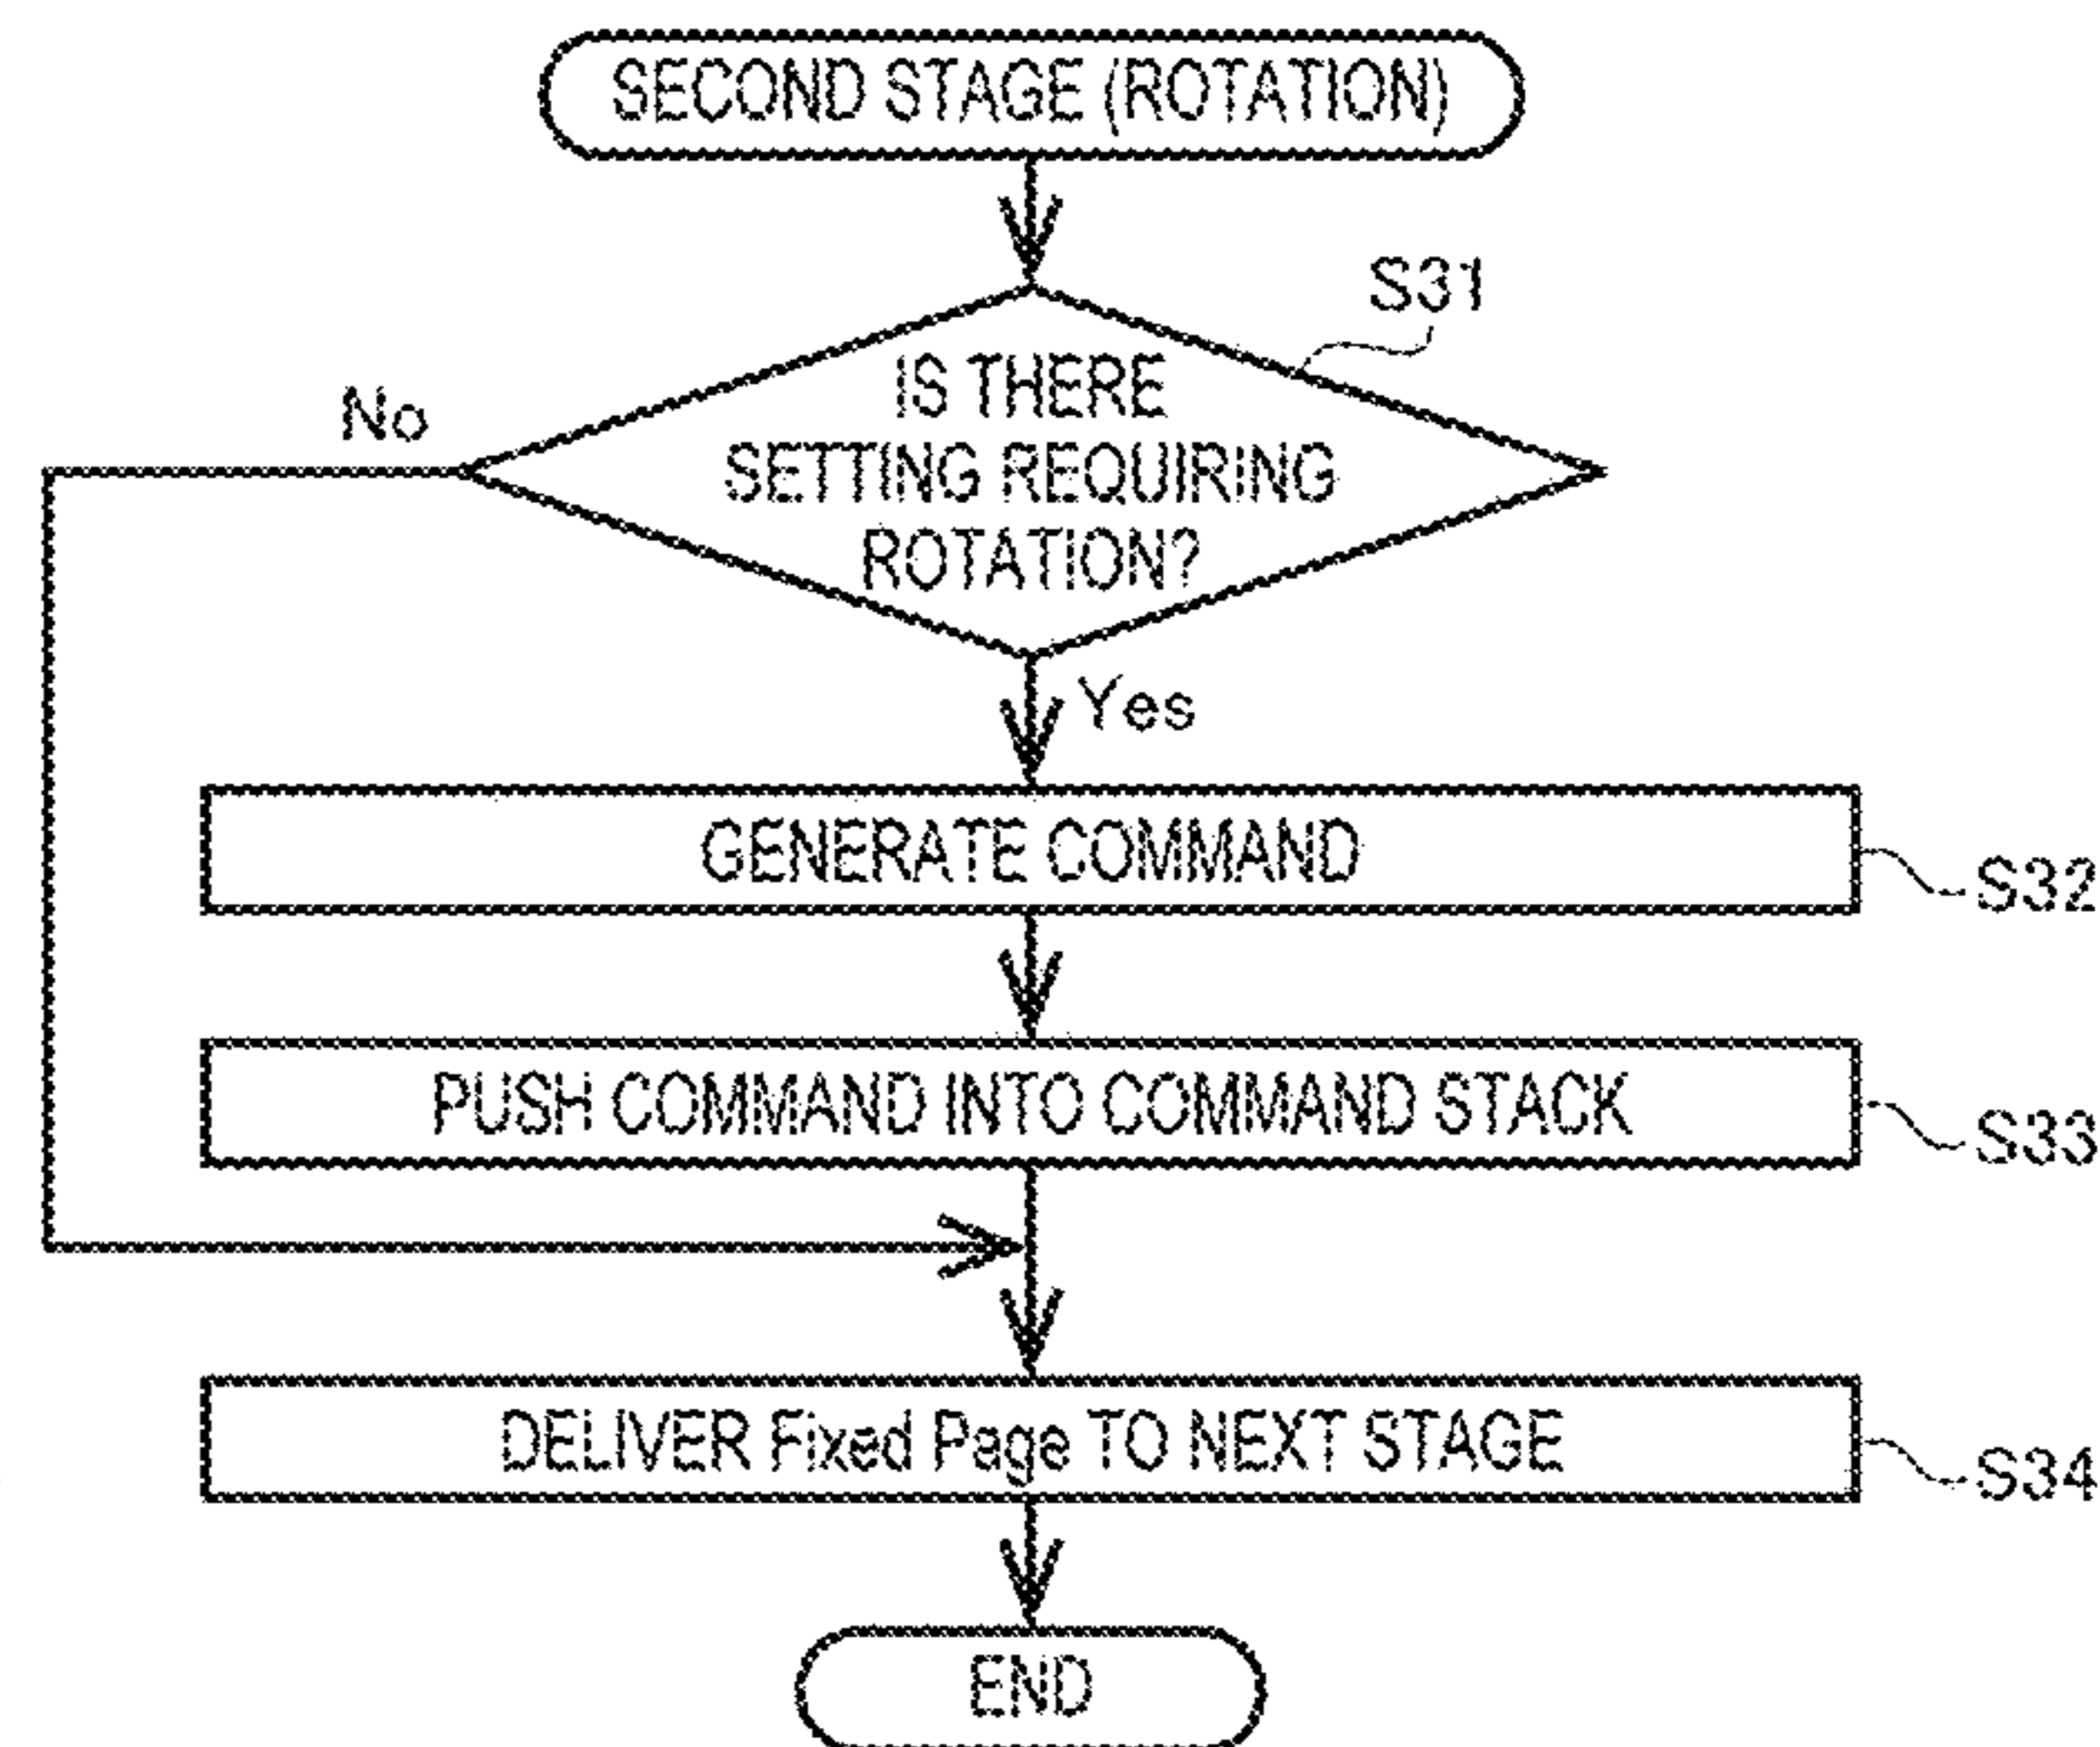 SECOND STAGE (ROTATION)
S31
IS THERE
SETTING REQUIRING
ROTATION?
No
Yes
GENERATE COMMAND
S32
PUSH COMMAND INTO COMMAND STACK
S33
DELIVER Fixed Page TO NEXT STAGE
S34
END